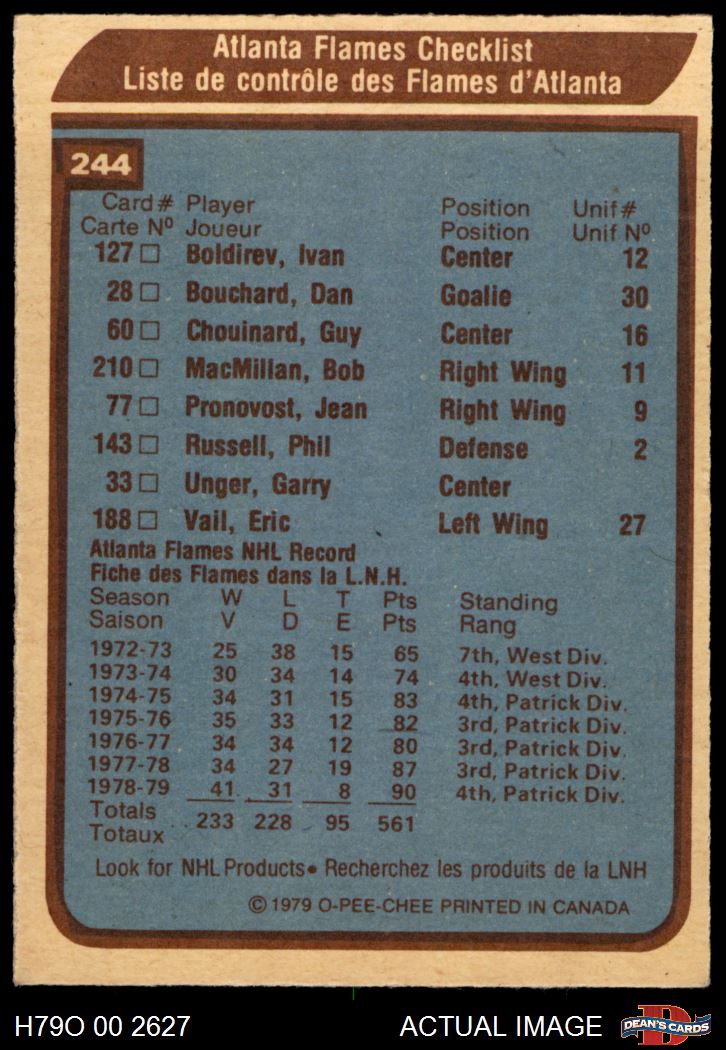 Atlanta Flames Checklist
Liste de contrôle des Flames d'Atlanta
244
Card # Player Position Unif #
Carte Nº Joueur Position Unif Nº
127 □ Boldirev, Ivan Center 12
28 □ Bouchard, Dan Goalie 30
60 □ Chouinard, Guy Center 16
210 □ MacMillan, Bob Right Wing 11
77 □ Pronovost, Jean Right Wing 9
143 □ Russell, Phil Defense 2
33 □ Unger, Garry Center
188 □ Vail, Eric Left Wing 27
Atlanta Flames NHL Record
Fiche des Flames dans la L.N.H.
Season W L T Pts Standing
Saison V D E Pts Rang
1972-73 25 38 15 65 7th, West Div.
1973-74 30 34 14 74 4th, West Div.
1974-75 34 31 15 83 4th, Patrick Div.
1975-76 35 33 12 82 3rd, Patrick Div.
1976-77 34 34 12 80 3rd, Patrick Div.
1977-78 34 27 19 87 3rd, Patrick Div.
1978-79 41 31 8 90 4th, Patrick Div.
Totals
Totaux . . 233 228 95 561
Look for NHL Products• Recherchez les produits de la LNH
© 1979 O-PEE-CHEE PRINTED IN CANADA
H79O 00 2627 ACTUAL IMAGE D DEAN'S CARDS